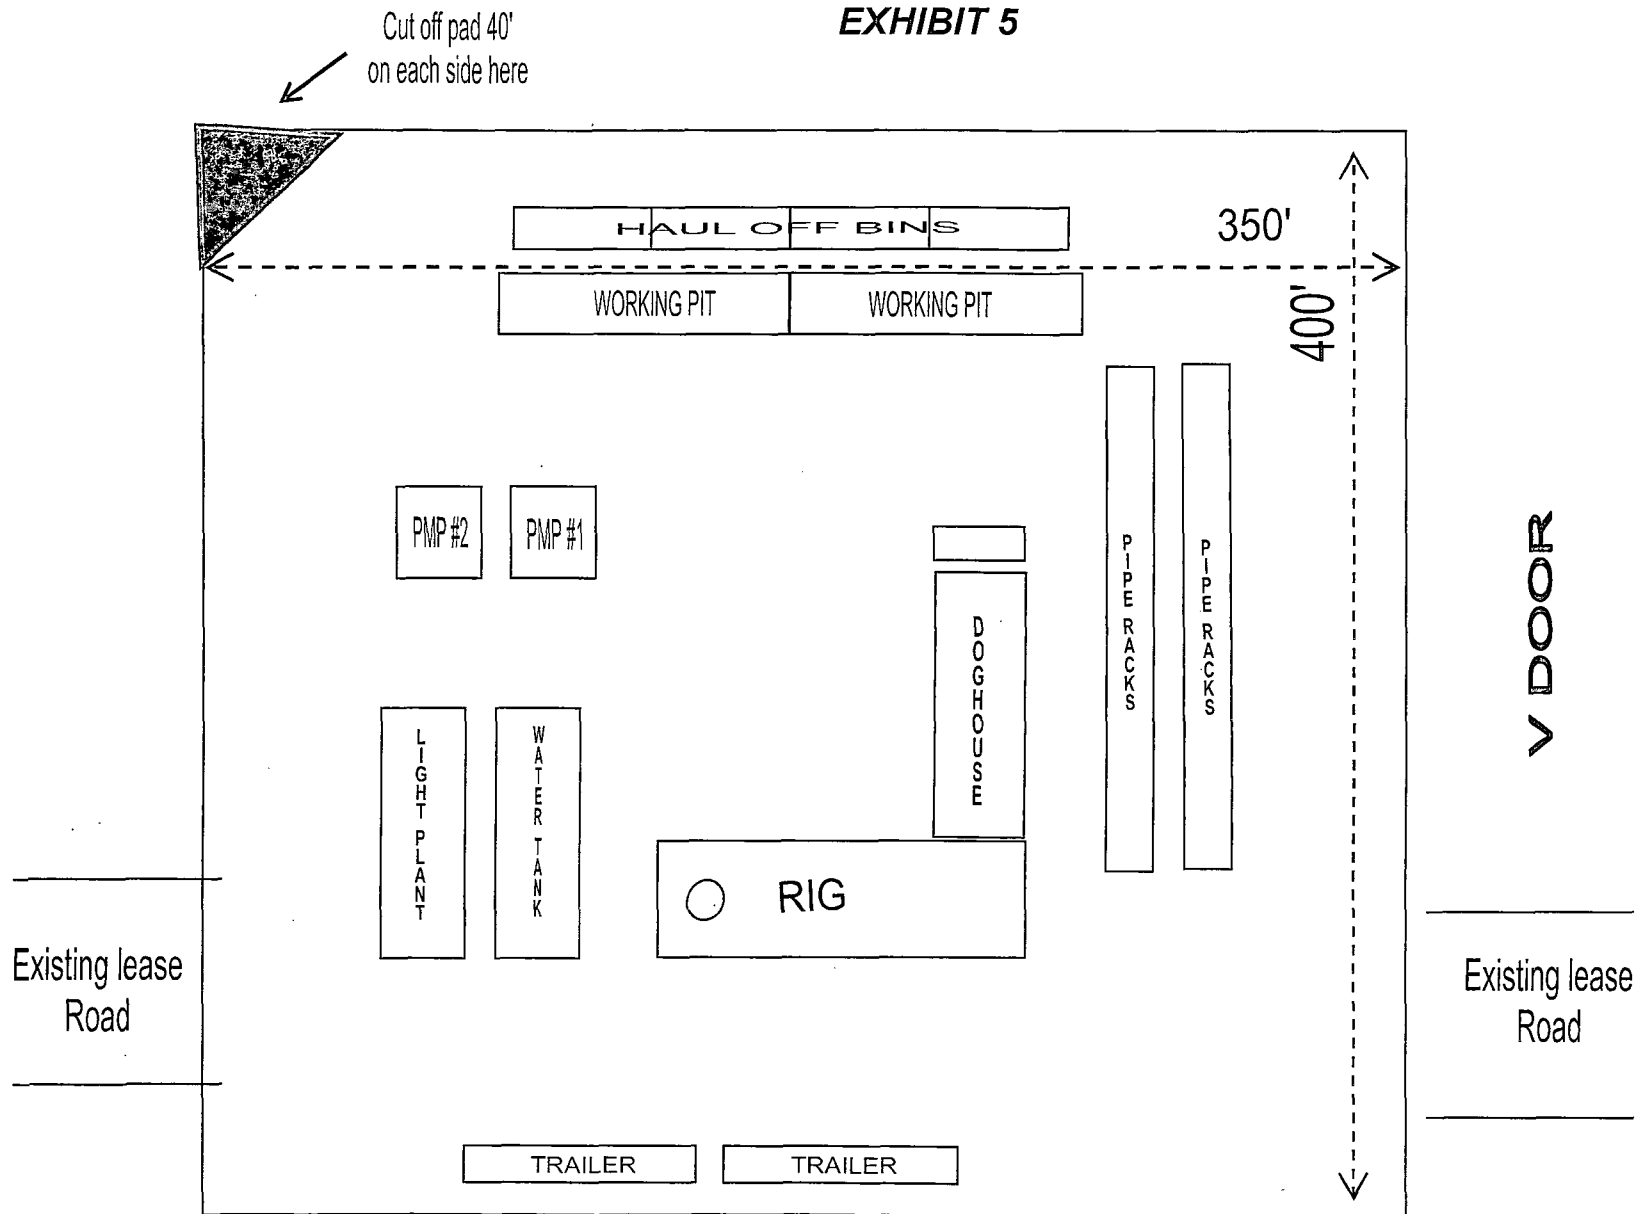 EXHIBIT 5
Cut off pad 40'
on each side here
HAUL OFF BINS
350'
400'
WORKING PIT
WORKING PIT
PMP #2
PMP #1
PIPE RACKS
PIPE RACKS
V DOOR
DOGHOUSE
LIGHT PLANT
WATER TANK
RIG
Existing lease
Road
Existing lease
Road
TRAILER
TRAILER